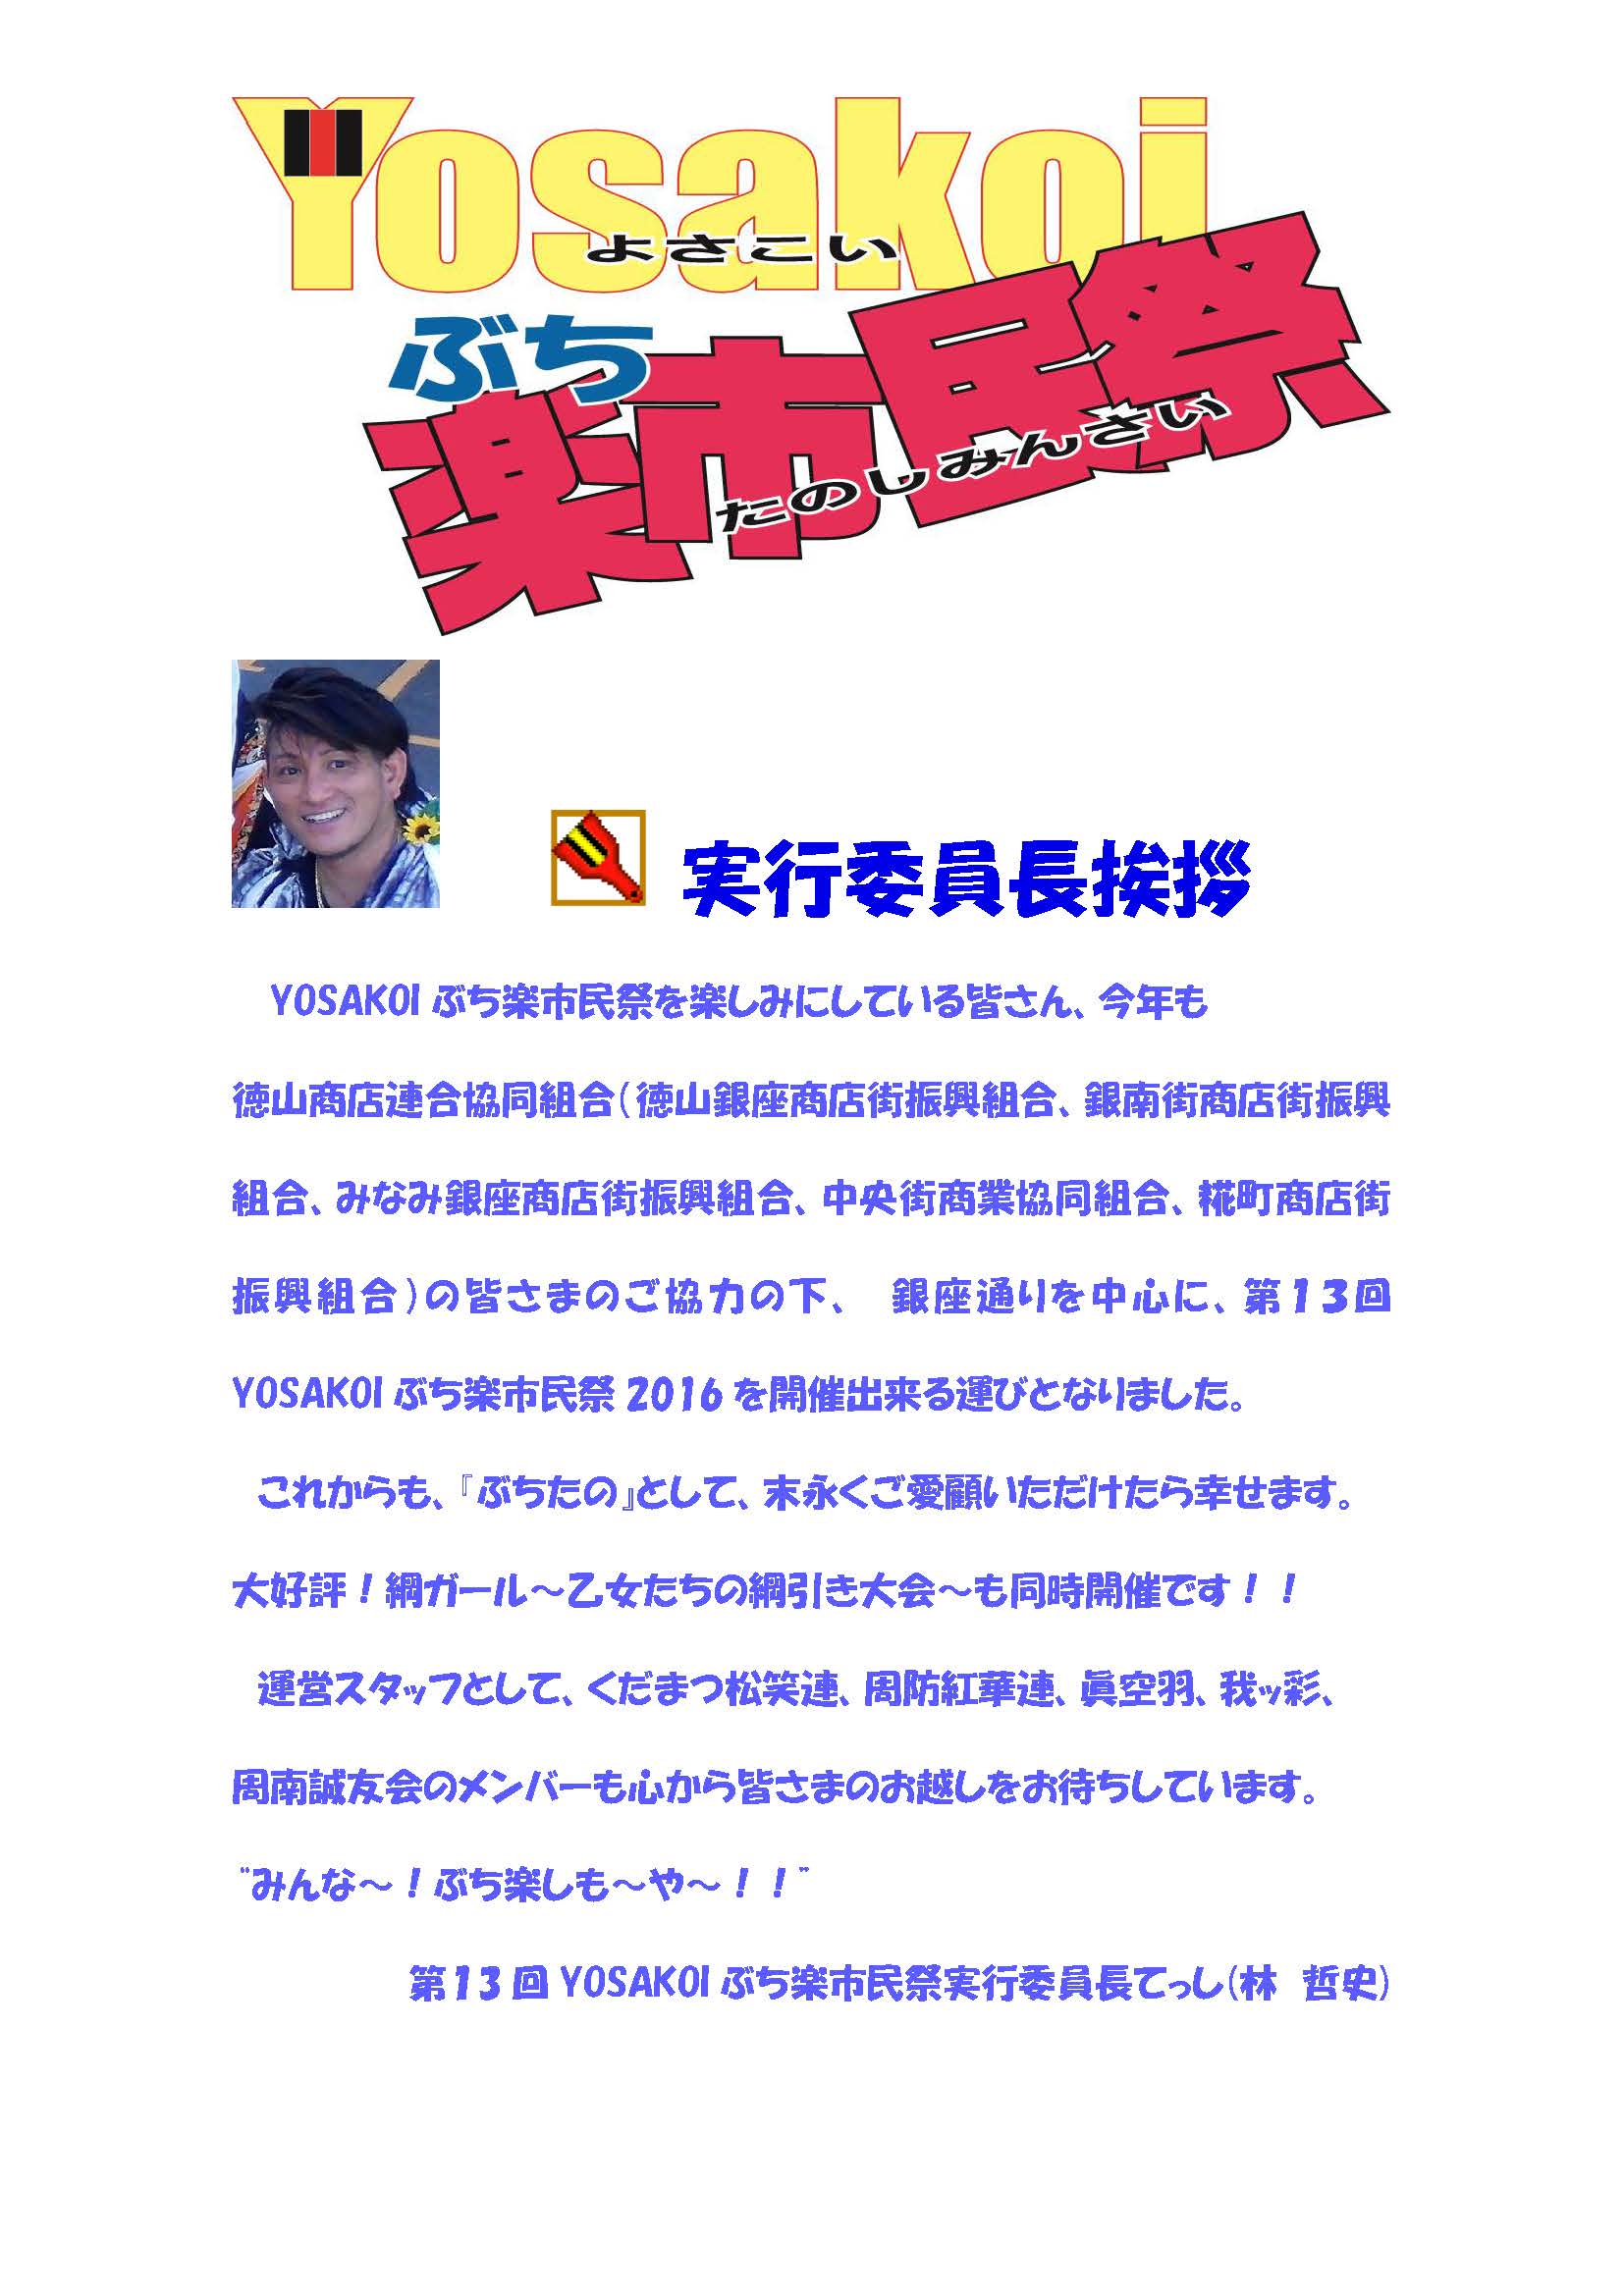 Yosakoi
よさこい
ぶち
楽市民祭
たのしみんさい
実行委員長挨拶
YOSAKOI ぶち楽市民祭を楽しみにしている皆さん、今年も
徳山商店連合協同組合(徳山銀座商店街振興組合、銀南街商店街振興
組合、みなみ銀座商店街振興組合、中央街商業協同組合、糀町商店街
振興組合)の皆さまのご協力の下、 銀座通りを中心に、第13回
YOSAKOI ぶち楽市民祭 2016 を開催出来る運びとなりました。
これからも、『ぶちたの』として、末永くご愛顧いただけたら幸せます。
大好評！綱ガール～乙女たちの綱引き大会～も同時開催です！！
運営スタッフとして、くだまつ松笑連、周防紅華連、眞空羽、我ッ彩、
周南誠友会のメンバーも心から皆さまのお越しをお待ちしています。
"みんな～！ぶち楽しも～や～！！"
第13回 YOSAKOI ぶち楽市民祭実行委員長てっし(林 哲史)